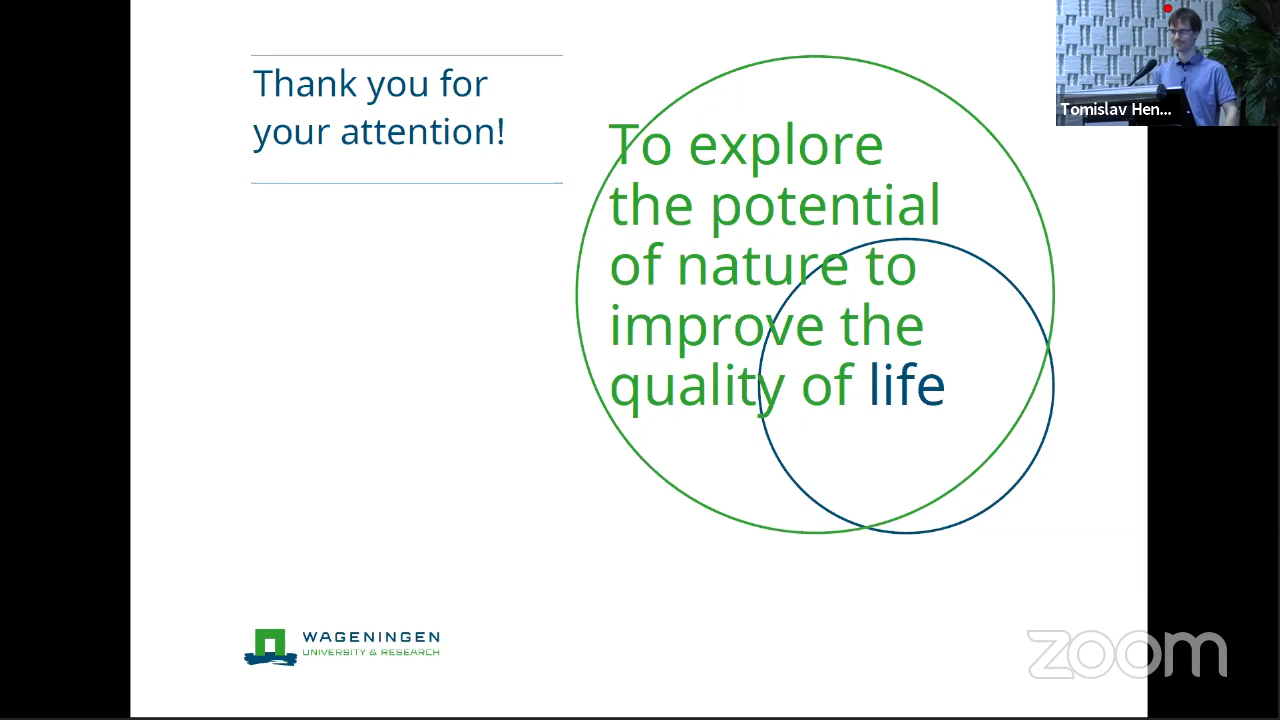 Thank you for
your attention!
To explore
the potential
of nature to
improve the
quality of life
Tomislav Hen...
WAGENINGEN
UNIVERSITY & RESEARCH
zoom